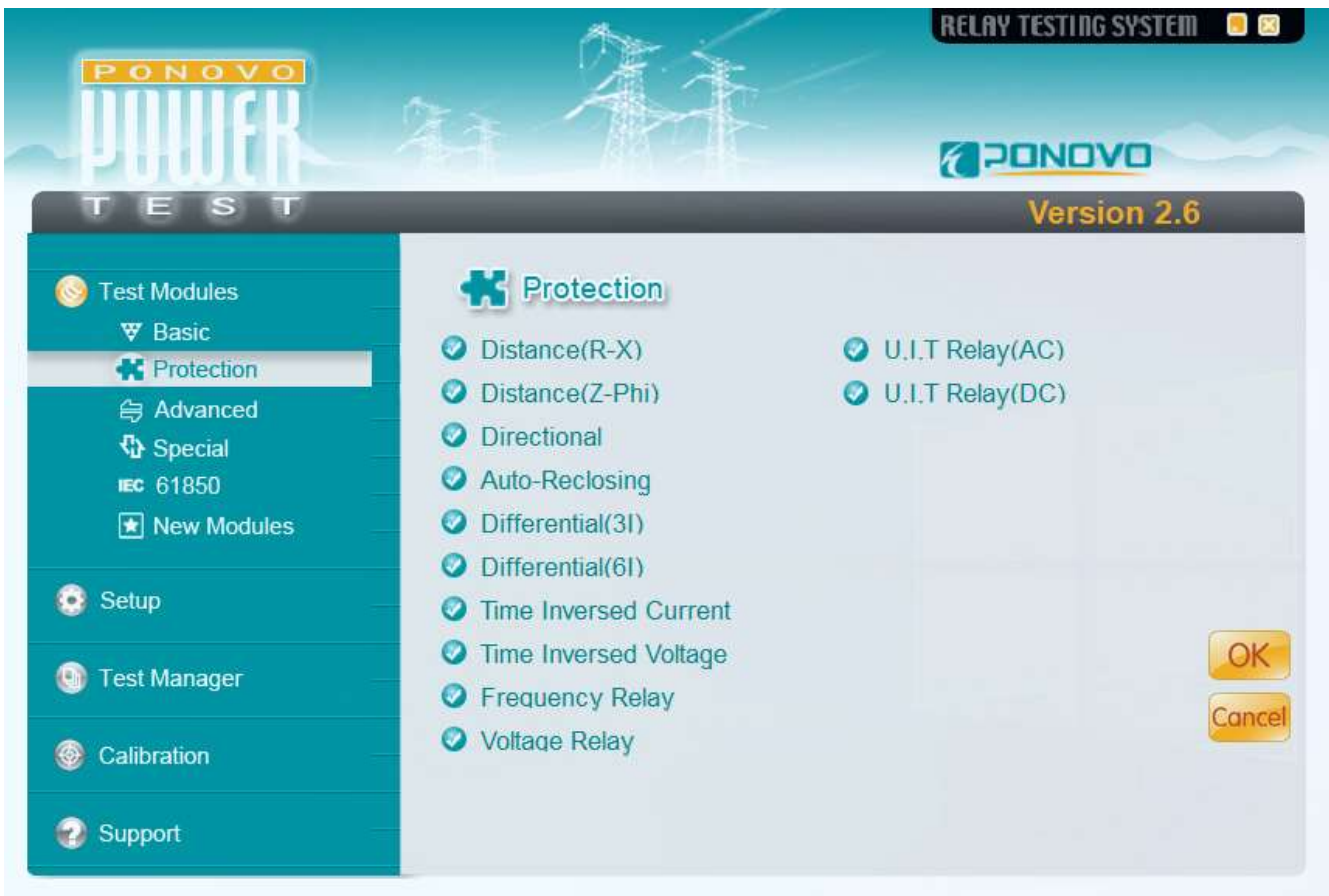 RELAY TESTING SYSTEM
PONOVO
POWER
TEST
PONOVO
Version 2.6
Test Modules
Basic
Protection
Advanced
Special
IEC 61850
New Modules
Setup
Test Manager
Calibration
Support
Protection
Distance(R-X)
Distance(Z-Phi)
Directional
Auto-Reclosing
Differential(3I)
Differential(6I)
Time Inversed Current
Time Inversed Voltage
Frequency Relay
Voltage Relay
U.I.T Relay(AC)
U.I.T Relay(DC)
OK
Cancel